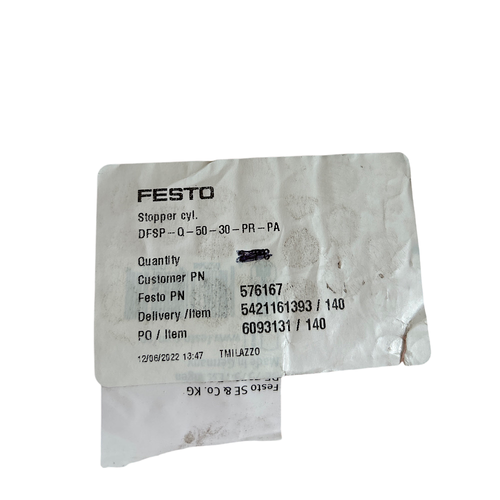 FESTO
Stopper cyl.
DFSP-Q-50-30-PR-PA
Quantity
Customer PN
Festo PN 576167
Delivery /Item 5421161393 / 140
PO / Item 6093131 / 140
12/06/2022 13:47 TMILAZZO
Festo SE & Co. KG